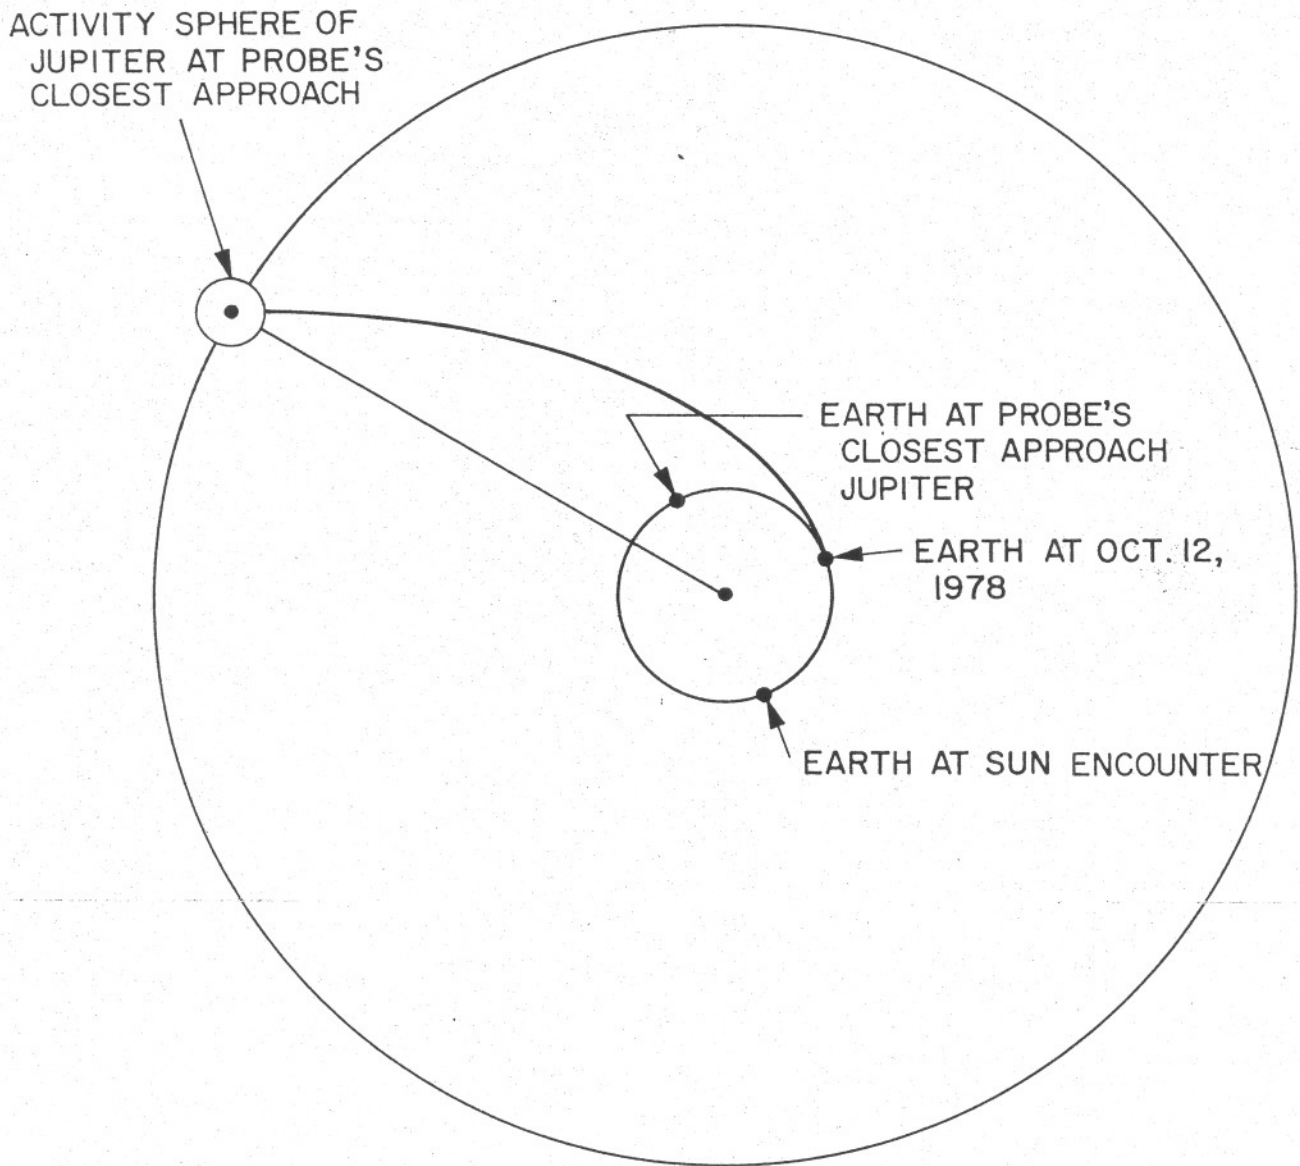 ACTIVITY SPHERE OF
JUPITER AT PROBE'S
CLOSEST APPROACH
EARTH AT PROBE'S
CLOSEST APPROACH
JUPITER
EARTH AT OCT. 12,
1978
EARTH AT SUN ENCOUNTER